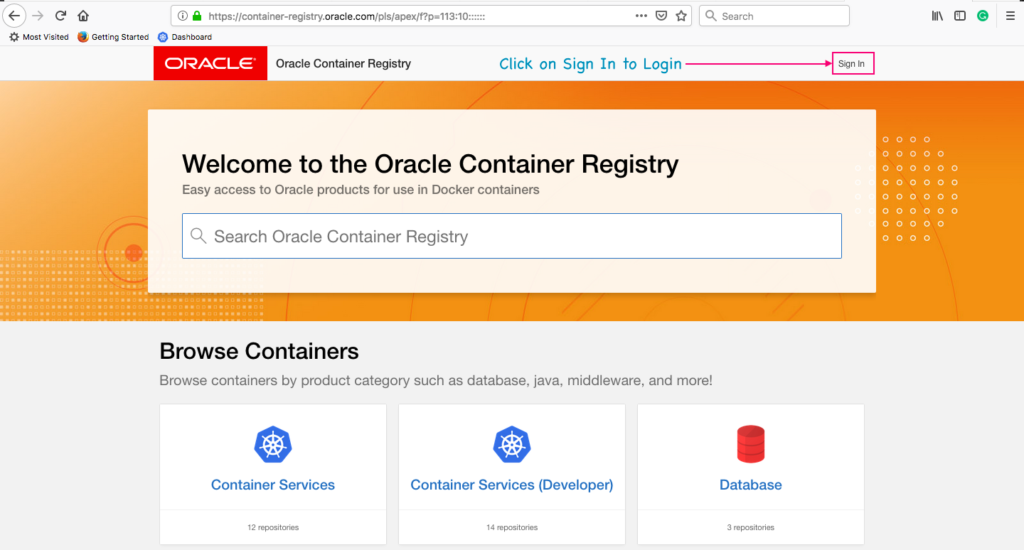 https://container-registry.oracle.com/pls/apex/f?p=113:10::::::
Search
Most Visited Getting Started Dashboard
ORACLE Oracle Container Registry Click on Sign In to Login Sign In
Welcome to the Oracle Container Registry
Easy access to Oracle products for use in Docker containers
Search Oracle Container Registry
Browse Containers
Browse containers by product category such as database, java, middleware, and more!
Container Services
12 repositories
Container Services (Developer)
14 repositories
Database
3 repositories